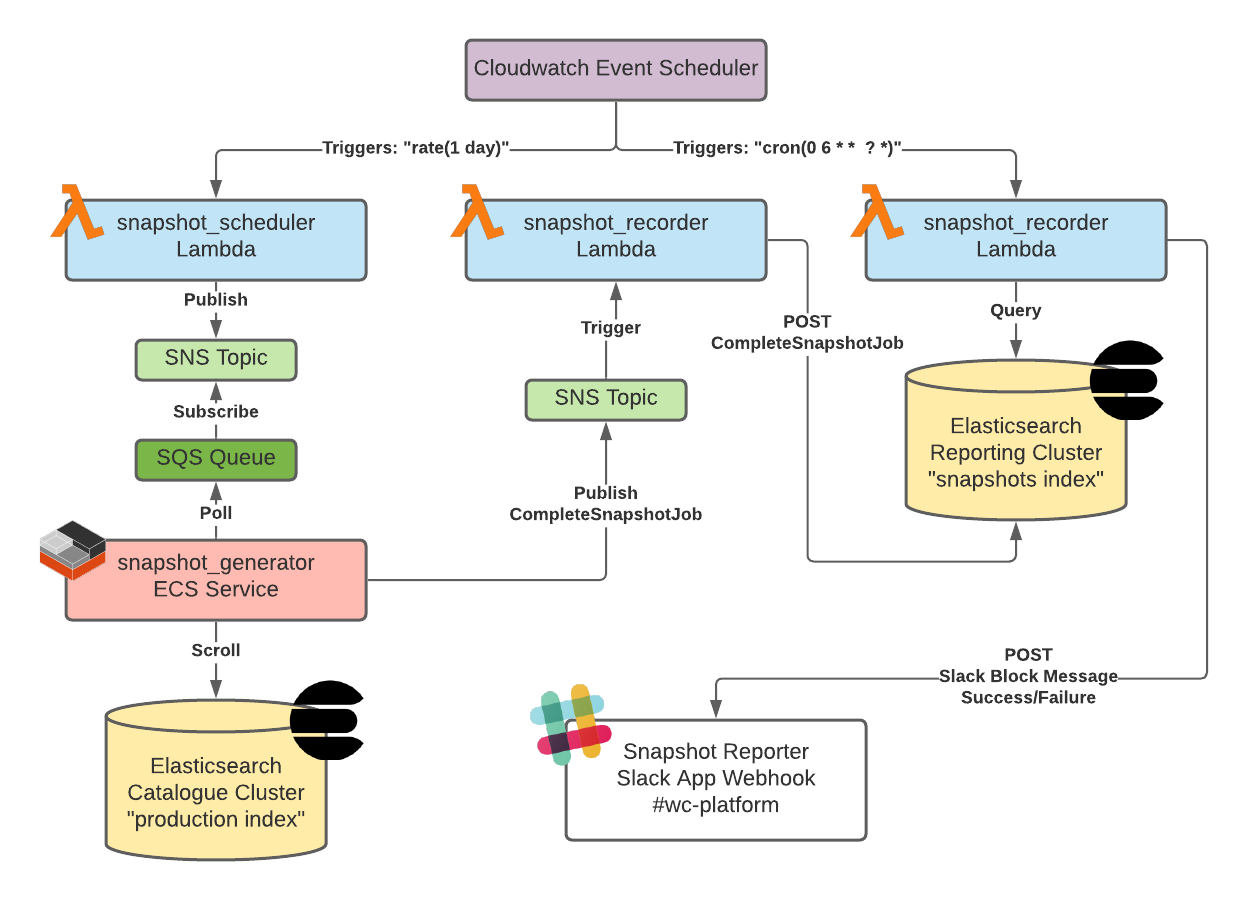 Cloudwatch Event Scheduler
Triggers: "rate(1 day)"
Triggers: "cron(0 6 * *  ? *)"
snapshot_scheduler
Lambda
snapshot_recorder
Lambda
snapshot_recorder
Lambda
Publish
SNS Topic
Subscribe
SQS Queue
Poll
snapshot_generator
ECS Service
Scroll
Elasticsearch
Catalogue Cluster
"production index"
Trigger
SNS Topic
Publish
CompleteSnapshotJob
POST
CompleteSnapshotJob
Query
Elasticsearch
Reporting Cluster
"snapshots index"
POST
Slack Block Message
Success/Failure
Snapshot Reporter
Slack App Webhook
#wc-platform